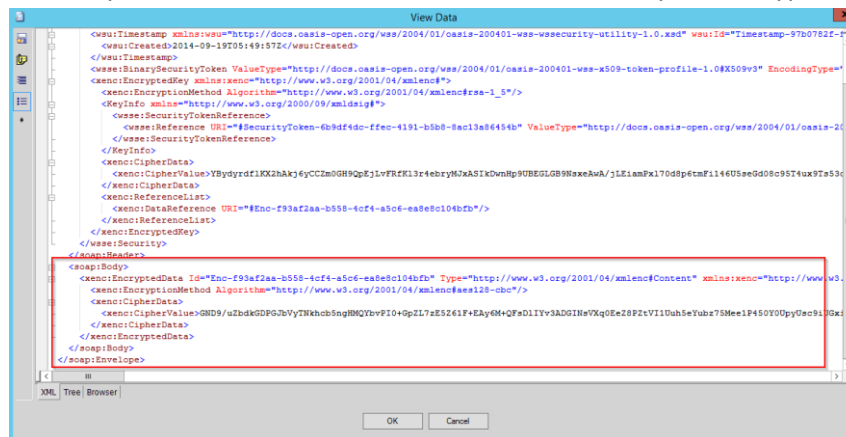 View Data
<wsu:Timestamp xmlns:wsu="http://docs.oasis-open.org/wss/2004/01/oasis-200401-wss-wssecurity-utility-1.0.xsd" wsu:Id="Timestamp-97b0782f-f
<wsu:Created>2014-09-19T05:49:57Z</wsu:Created>
</wsu:Timestamp>
<wsse:BinarySecurityToken ValueType="http://docs.oasis-open.org/wss/2004/01/oasis-200401-wss-x509-token-profile-1.0#X509v3" EncodingType="
<xenc:EncryptedKey xmlns:xenc="http://www.w3.org/2001/04/xmlenc#">
<xenc:EncryptionMethod Algorithm="http://www.w3.org/2001/04/xmlenc#rsa-1_5"/>
<KeyInfo xmlns="http://www.w3.org/2000/09/xmldsig#">
<wsse:SecurityTokenReference>
<wsse:Reference URI="#SecurityToken-6b9df4dc-ffec-4191-b5b8-8ac13a86454b" ValueType="http://docs.oasis-open.org/wss/2004/01/oasis-20
</wsse:SecurityTokenReference>
</KeyInfo>
<xenc:CipherData>
<xenc:CipherValue>
</xenc:CipherData>
<xenc:ReferenceList>
<xenc:DataReference URI="#Enc-f93af2aa-b558-4cf4-a5c6-ea8e8c104bfb"/>
</xenc:ReferenceList>
</xenc:EncryptedKey>
</wsse:Security>
</soap:Header>
<soap:Body>
<xenc:EncryptedData Id="Enc-f93af2aa-b558-4cf4-a5c6-ea8e8c104bfb" Type="http://www.w3.org/2001/04/xmlenc#Content" xmlns:xenc="http://www.w3.
<xenc:EncryptionMethod Algorithm="http://www.w3.org/2001/04/xmlenc#aes128-cbc"/>
<xenc:CipherData>
<xenc:CipherValue>
</xenc:CipherData>
</xenc:EncryptedData>
</soap:Body>
</soap:Envelope>
XML Tree Browser
OK Cancel